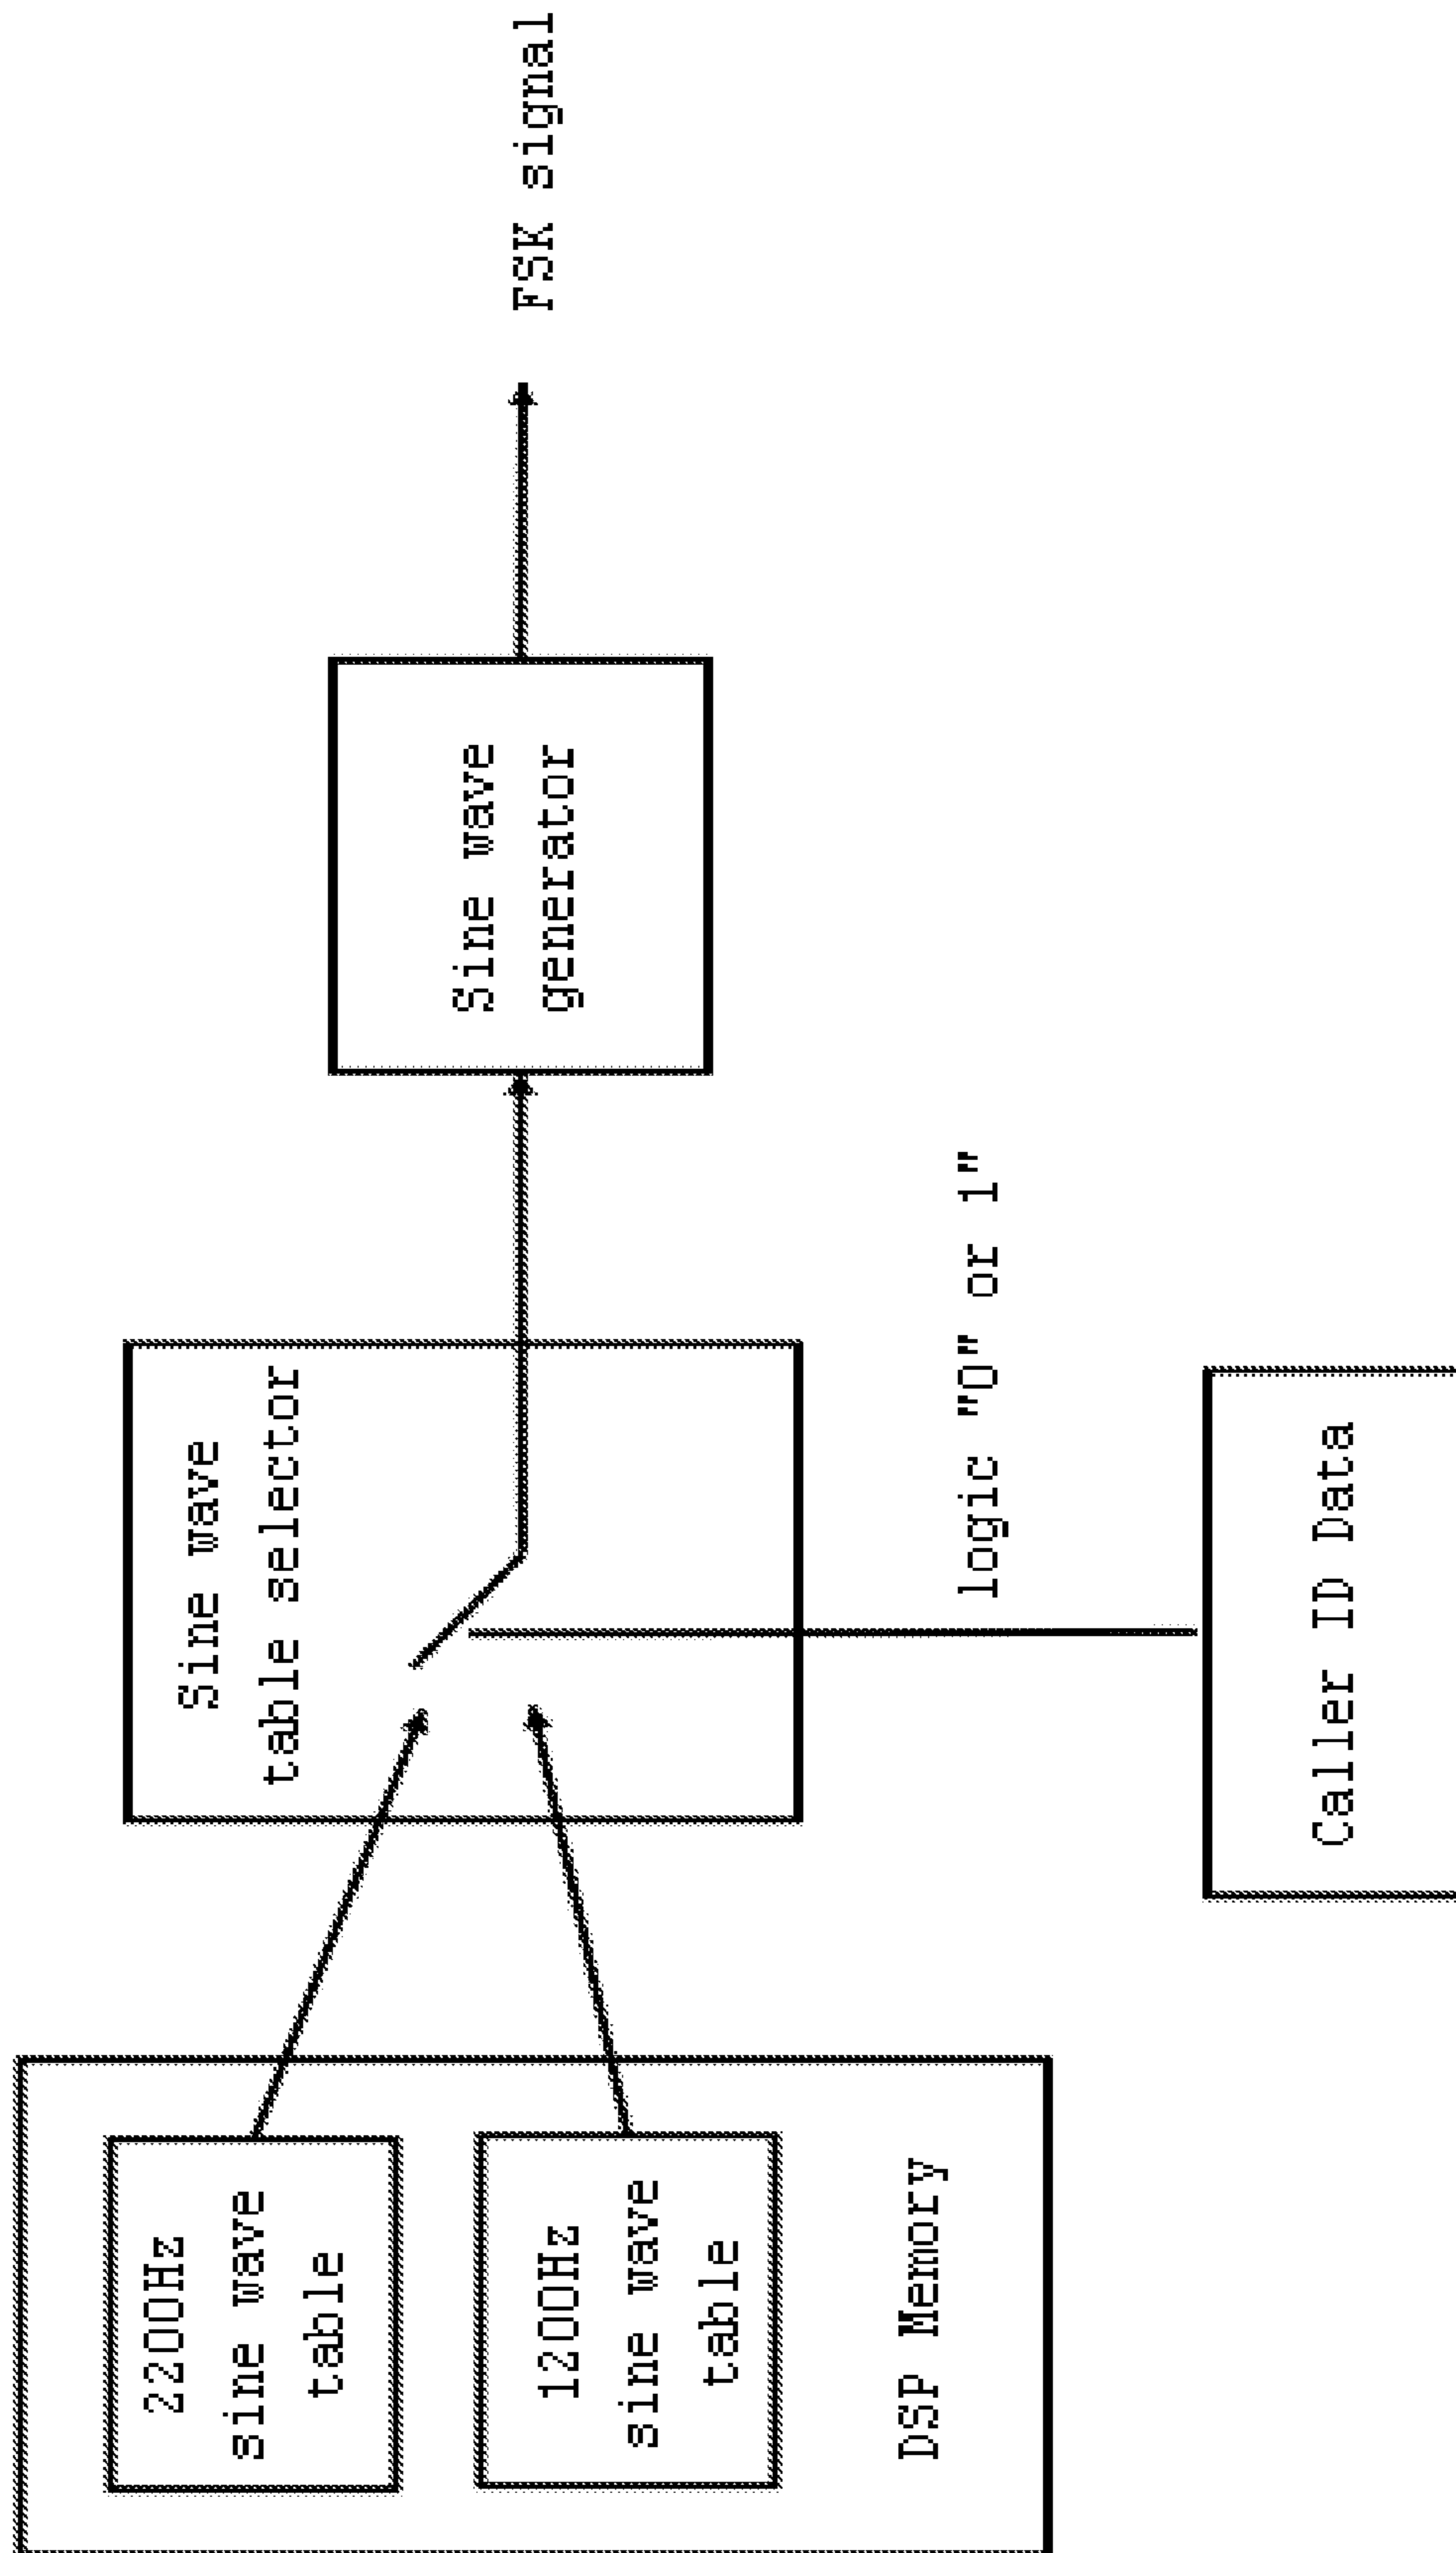 2200Hz
sine wave
table
1200Hz
sine wave
table
DSP Memory
Sine wave
table selector
logic "0" or 1"
Caller ID Data
Sine wave
generator
FSK signal